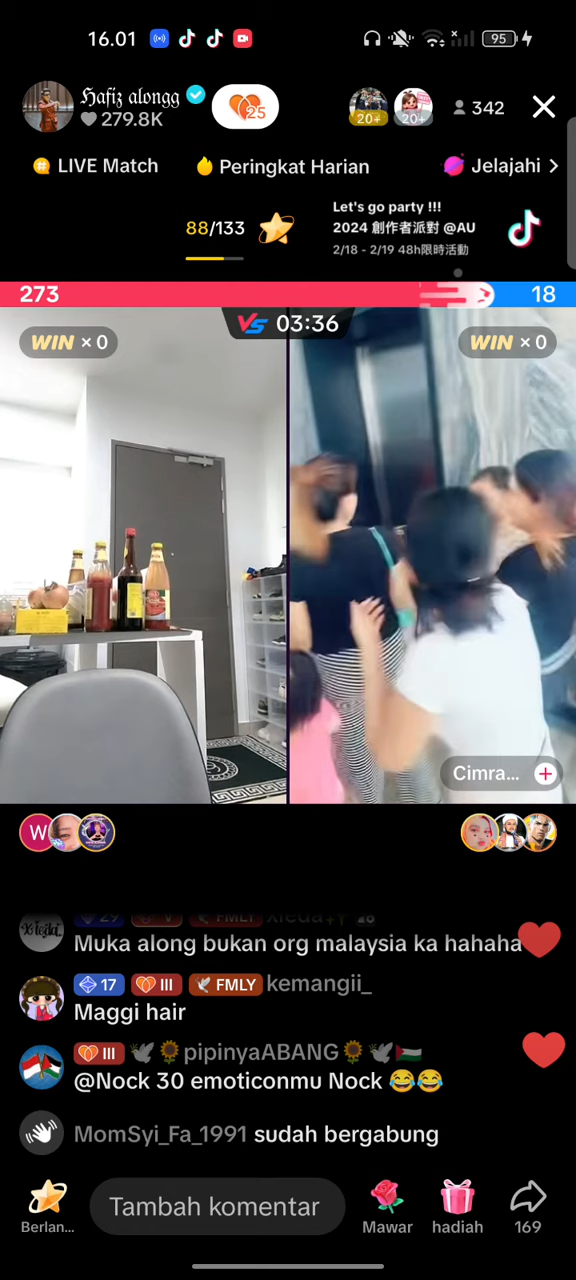 16.01
95
Hafiz alongg
279.8K
25
20+
20+
342
LIVE Match
Peringkat Harian
Jelajahi
88/133
Let's go party !!!
2024 創作者派對 @AU
2/18 - 2/19 48h限時活動
273
VS 03:36
18
WIN × 0
WIN × 0
Cimra...
W
29 V FMLY
Muka along bukan org malaysia ka hahaha
17 III FMLY kemangii_
Maggi hair
III 🕊🌻pipinyaABANG🌻🕊🇵🇸
@Nock 30 emoticonmu Nock 😂😂
MomSyi_Fa_1991 sudah bergabung
Berlan...
Tambah komentar
Mawar
hadiah
169